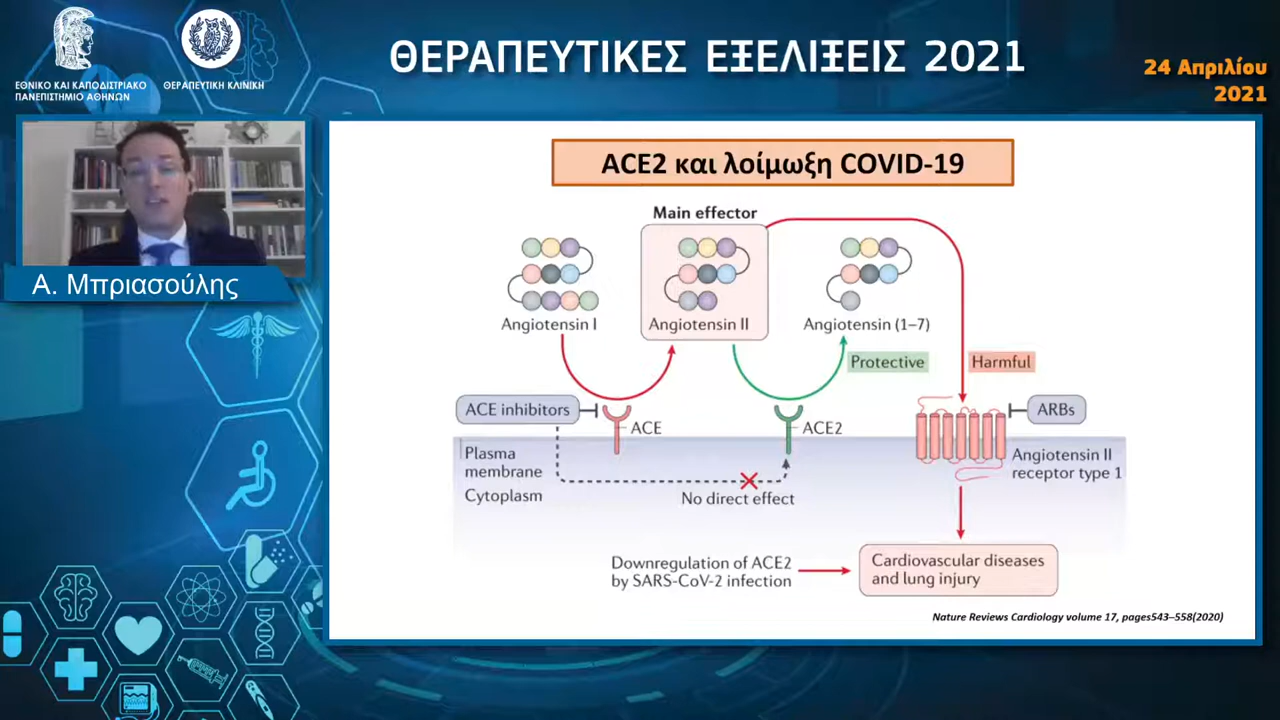 ΕΘΝΙΚΟ ΚΑΙ ΚΑΠΟΔΙΣΤΡΙΑΚΟ
ΠΑΝΕΠΙΣΤΗΜΙΟ ΑΘΗΝΩΝ
ΘΕΡΑΠΕΥΤΙΚΗ ΚΛΙΝΙΚΗ
ΘΕΡΑΠΕΥΤΙΚΕΣ ΕΞΕΛΙΞΕΙΣ 2021
24 Απριλίου
2021
Α. Μπριασούλης
ACE2 και λοίμωξη COVID-19
Main effector
Angiotensin I
Angiotensin II
Angiotensin (1–7)
Protective
Harmful
ACE inhibitors
ACE
ACE2
ARBs
Plasma
membrane
Cytoplasm
No direct effect
Angiotensin II
receptor type 1
Downregulation of ACE2
by SARS-CoV-2 infection
Cardiovascular diseases
and lung injury
Nature Reviews Cardiology volume 17, pages543–558(2020)